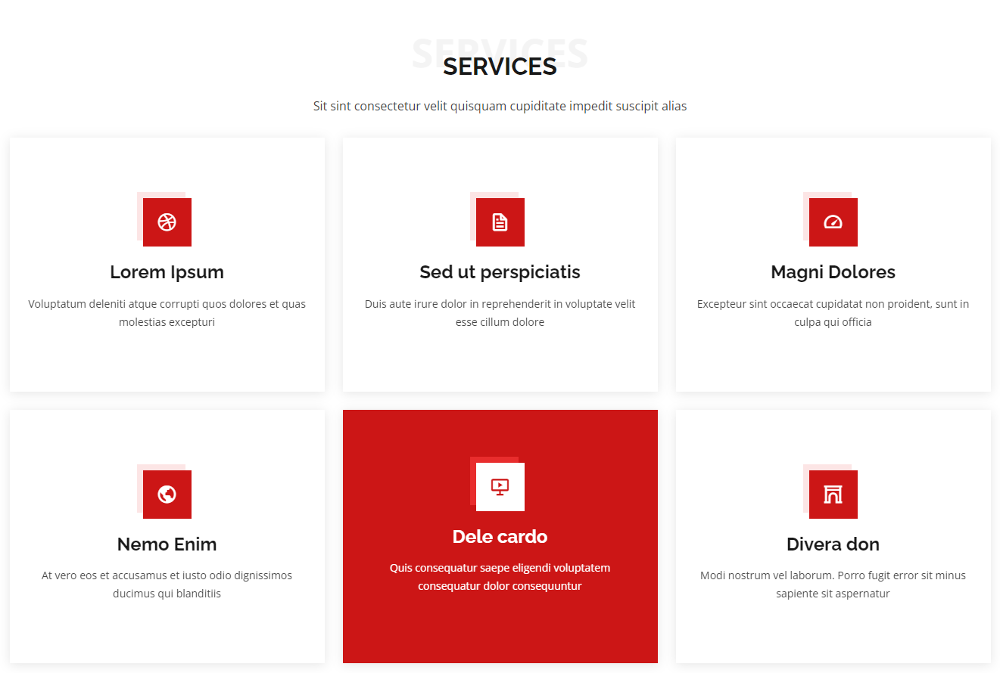 SERVICES
SERVICES
Sit sint consectetur velit quisquam cupiditate impedit suscipit alias
Lorem Ipsum
Voluptatum deleniti atque corrupti quos dolores et quas
molestias excepturi
Sed ut perspiciatis
Duis aute irure dolor in reprehenderit in voluptate velit
esse cillum dolore
Magni Dolores
Excepteur sint occaecat cupidatat non proident, sunt in
culpa qui officia
Nemo Enim
At vero eos et accusamus et iusto odio dignissimos
ducimus qui blanditiis
Dele cardo
Quis consequatur saepe eligendi voluptatem
consequatur dolor consequuntur
Divera don
Modi nostrum vel laborum. Porro fugit error sit minus
sapiente sit aspernatur